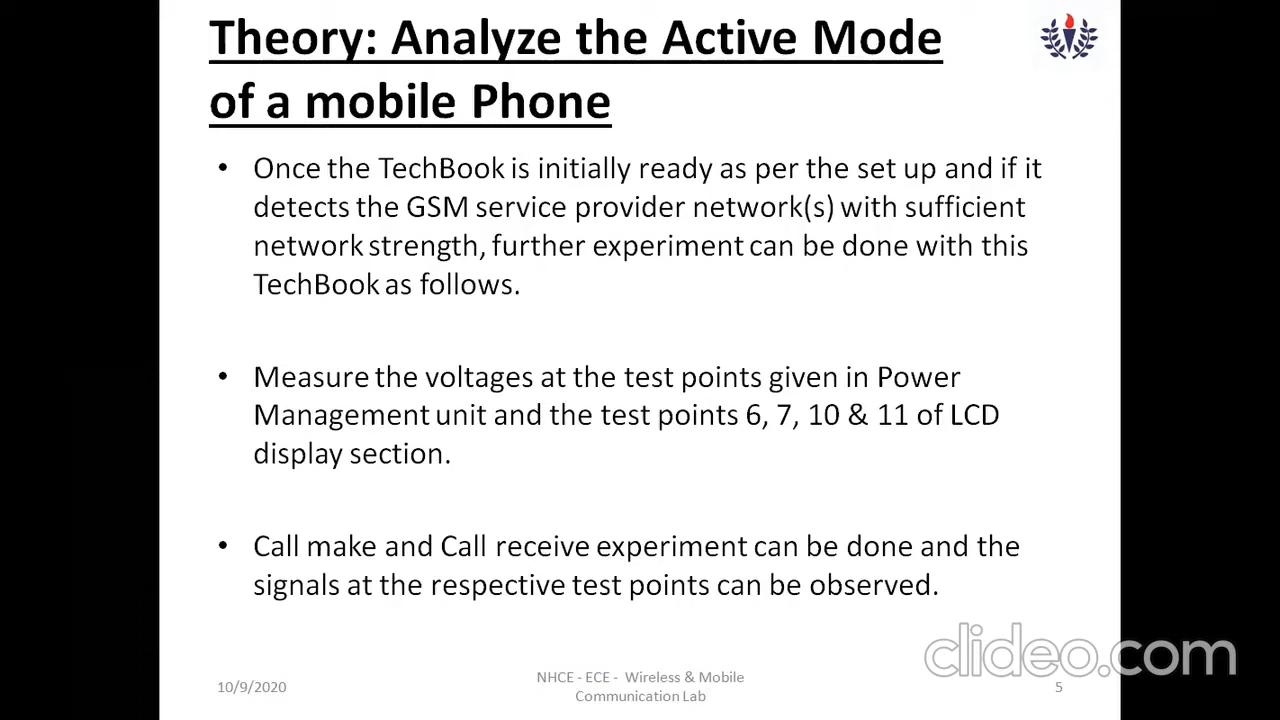 Theory: Analyze the Active Mode
of a mobile Phone
• Once the TechBook is initially ready as per the set up and if it
detects the GSM service provider network(s) with sufficient
network strength, further experiment can be done with this
TechBook as follows.
• Measure the voltages at the test points given in Power
Management unit and the test points 6, 7, 10 & 11 of LCD
display section.
• Call make and Call receive experiment can be done and the
signals at the respective test points can be observed.
clideo.com
10/9/2020
NHCE - ECE - Wireless & Mobile
Communication Lab
5